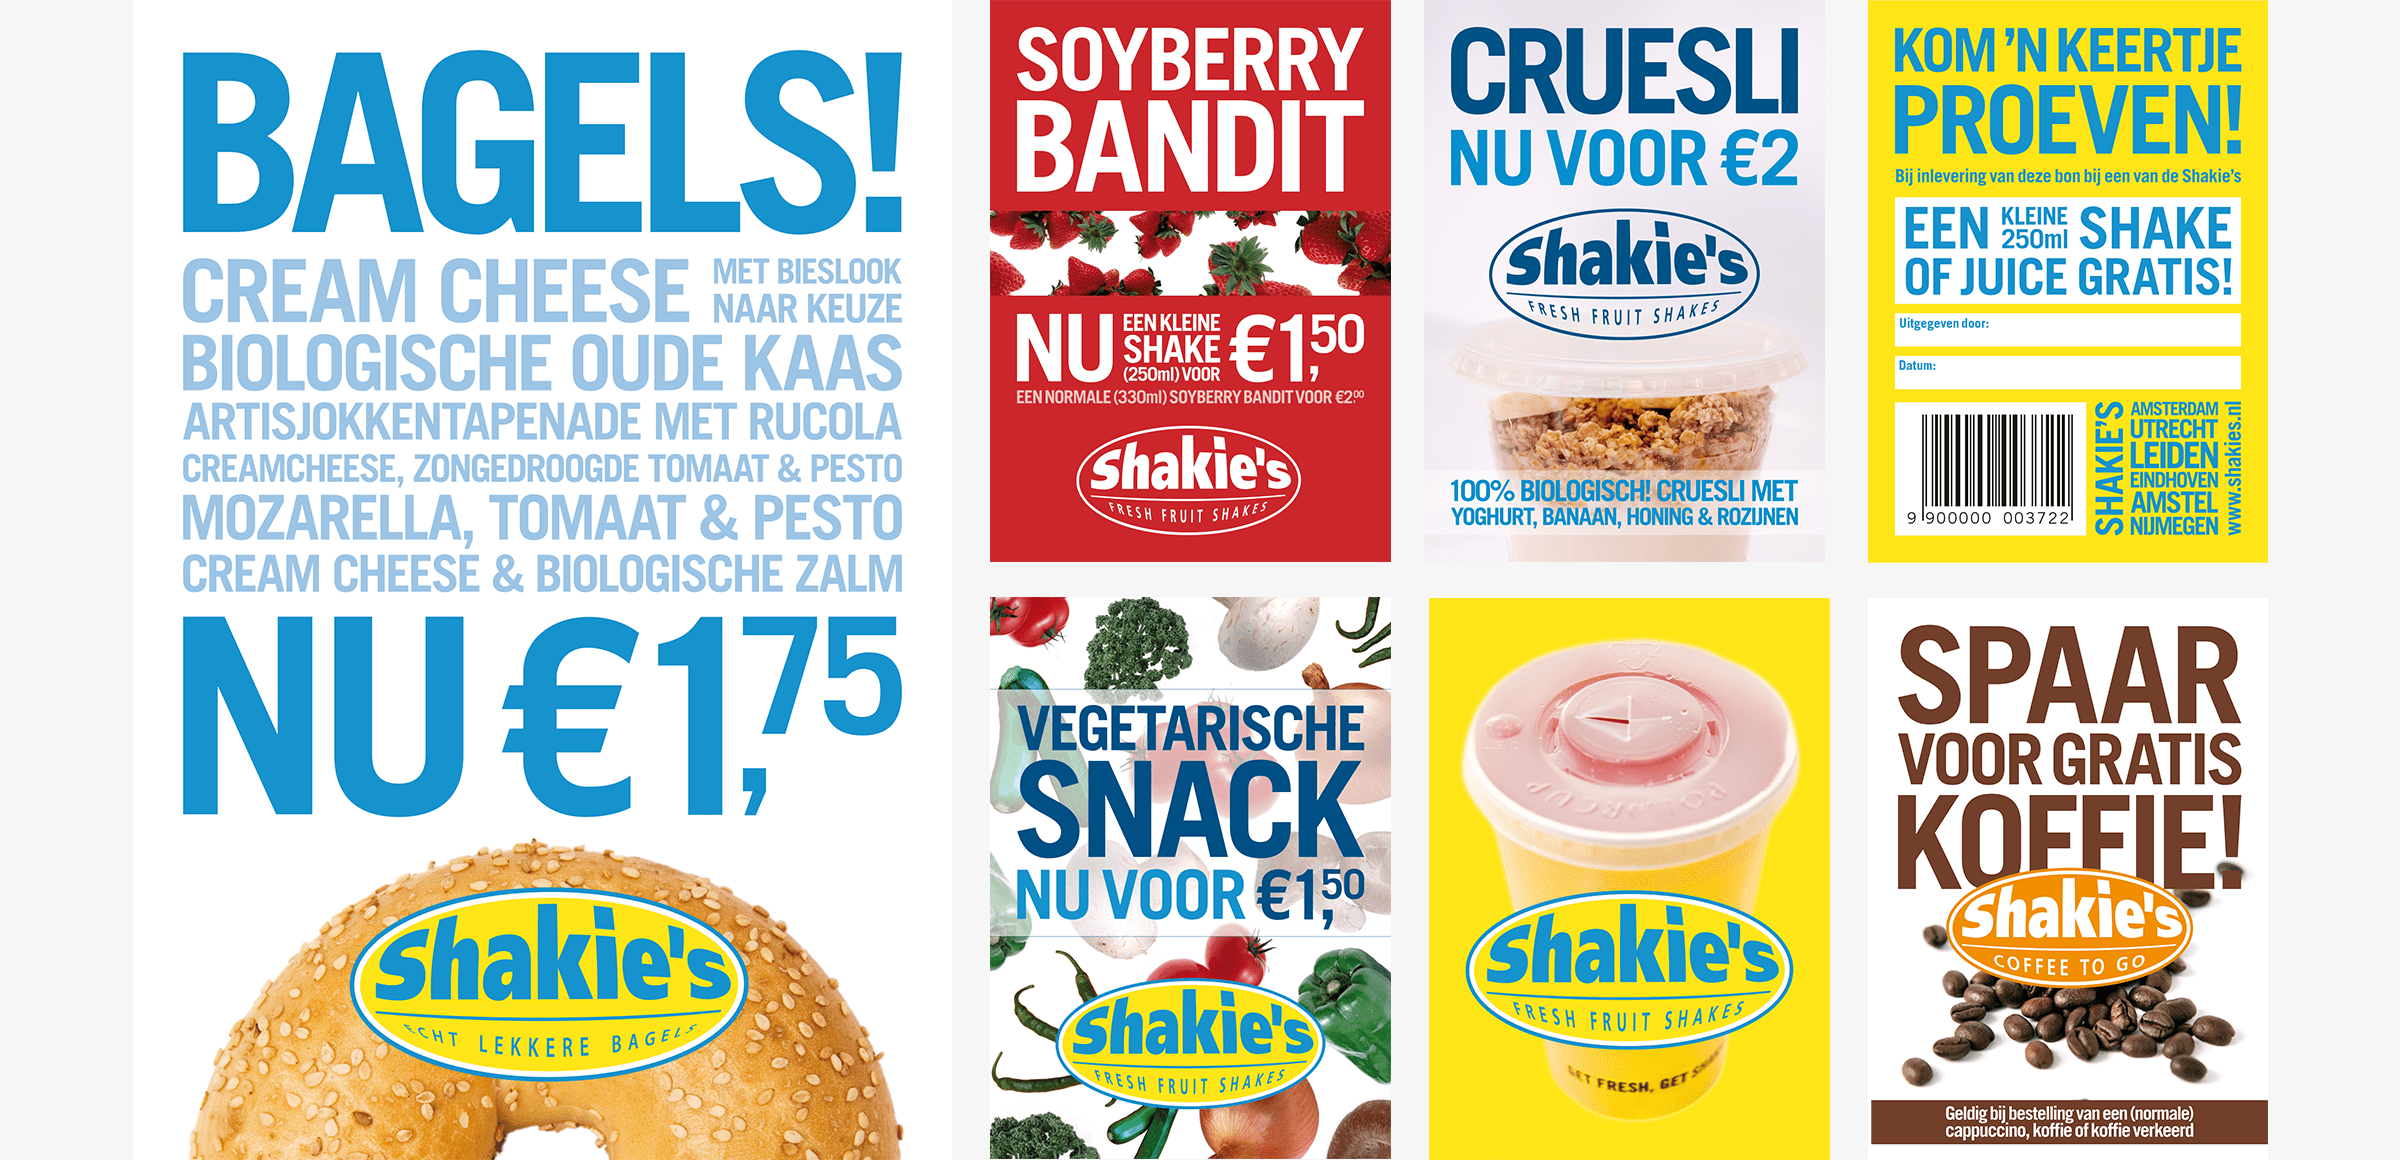 BAGELS!
CREAM CHEESE MET BIESLOOK
NAAR KEUZE
BIOLOGISCHE OUDE KAAS
ARTISJOKKENTAPENADE MET RUCOLA
CREAMCHEESE, ZONGEDROOGDE TOMAAT & PESTO
MOZARELLA, TOMAAT & PESTO
CREAM CHEESE & BIOLOGISCHE ZALM
NU €1,75
Shakie's
ECHT LEKKERE BAGELS
SOYBERRY
BANDIT
NU EEN KLEINE
SHAKE
(250ml) VOOR €1,50
EEN NORMALE (330ml) SOYBERRY BANDIT VOOR €2,00
Shakie's
FRESH FRUIT SHAKES
CRUESLI
NU VOOR €2
Shakie's
FRESH FRUIT SHAKES
100% BIOLOGISCH! CRUESLI MET
YOGHURT, BANAAN, HONING & ROZIJNEN
KOM 'N KEERTJE
PROEVEN!
Bij inlevering van deze bon bij een van de Shakie's
EEN KLEINE 250ml SHAKE
OF JUICE GRATIS!
Uitgegeven door:
Datum:
9 900000 003722
SHAKIE'S
AMSTERDAM
UTRECHT
LEIDEN
EINDHOVEN
AMSTEL
NIJMEGEN
www.shakies.nl
VEGETARISCHE
SNACK
NU VOOR €1,50
Shakie's
FRESH FRUIT SHAKES
POLARCUP
Shakie's
FRESH FRUIT SHAKES
GET FRESH, GET
SPAAR
VOOR GRATIS
KOFFIE!
Shakie's
COFFEE TO GO
Geldig bij bestelling van een (normale)
cappuccino, koffie of koffie verkeerd